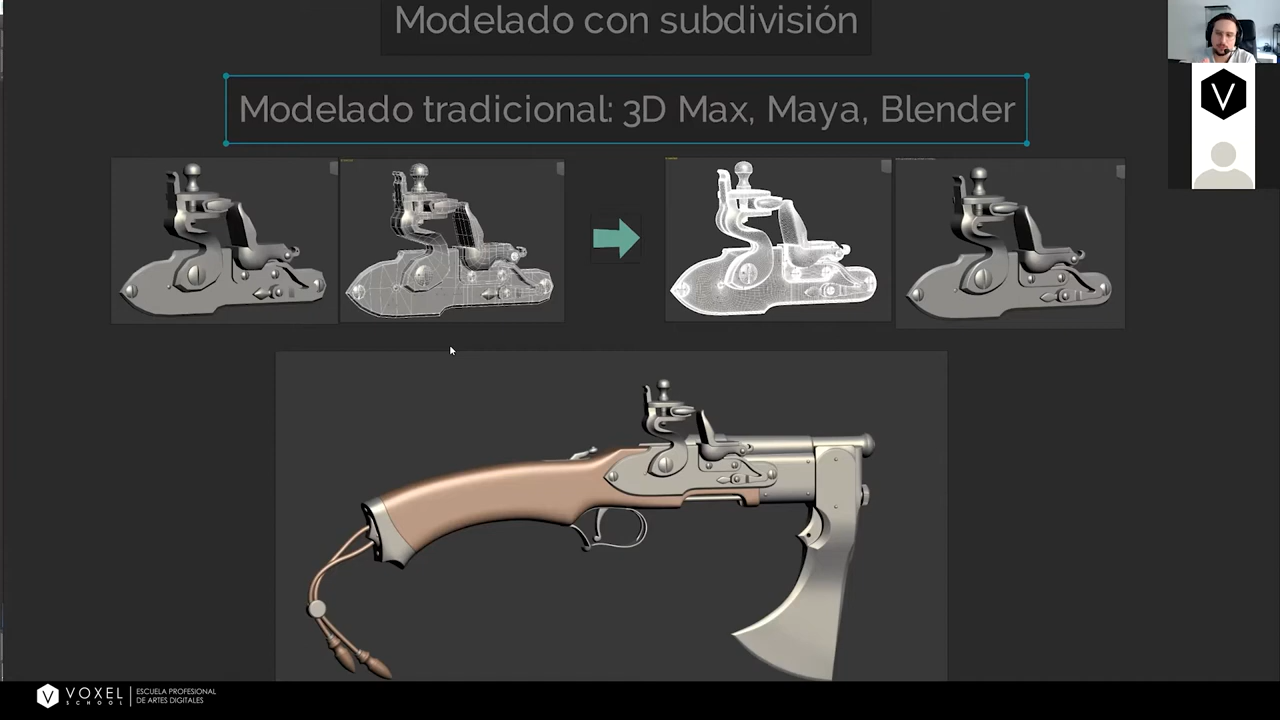 Modelado con subdivisión
Modelado tradicional: 3D Max, Maya, Blender
V
VOXEL
SCHOOL
ESCUELA PROFESIONAL
DE ARTES DIGITALES